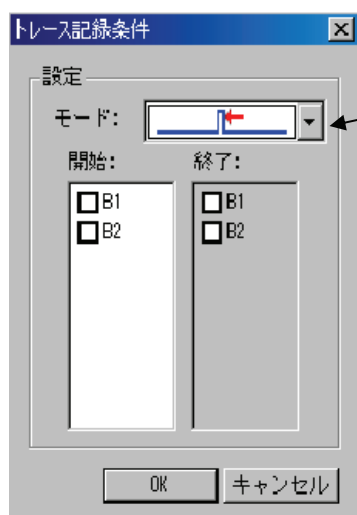 トレース記録条件
設定
モード:
開始: 終了:
B1 B1
B2 B2
OK キャンセル